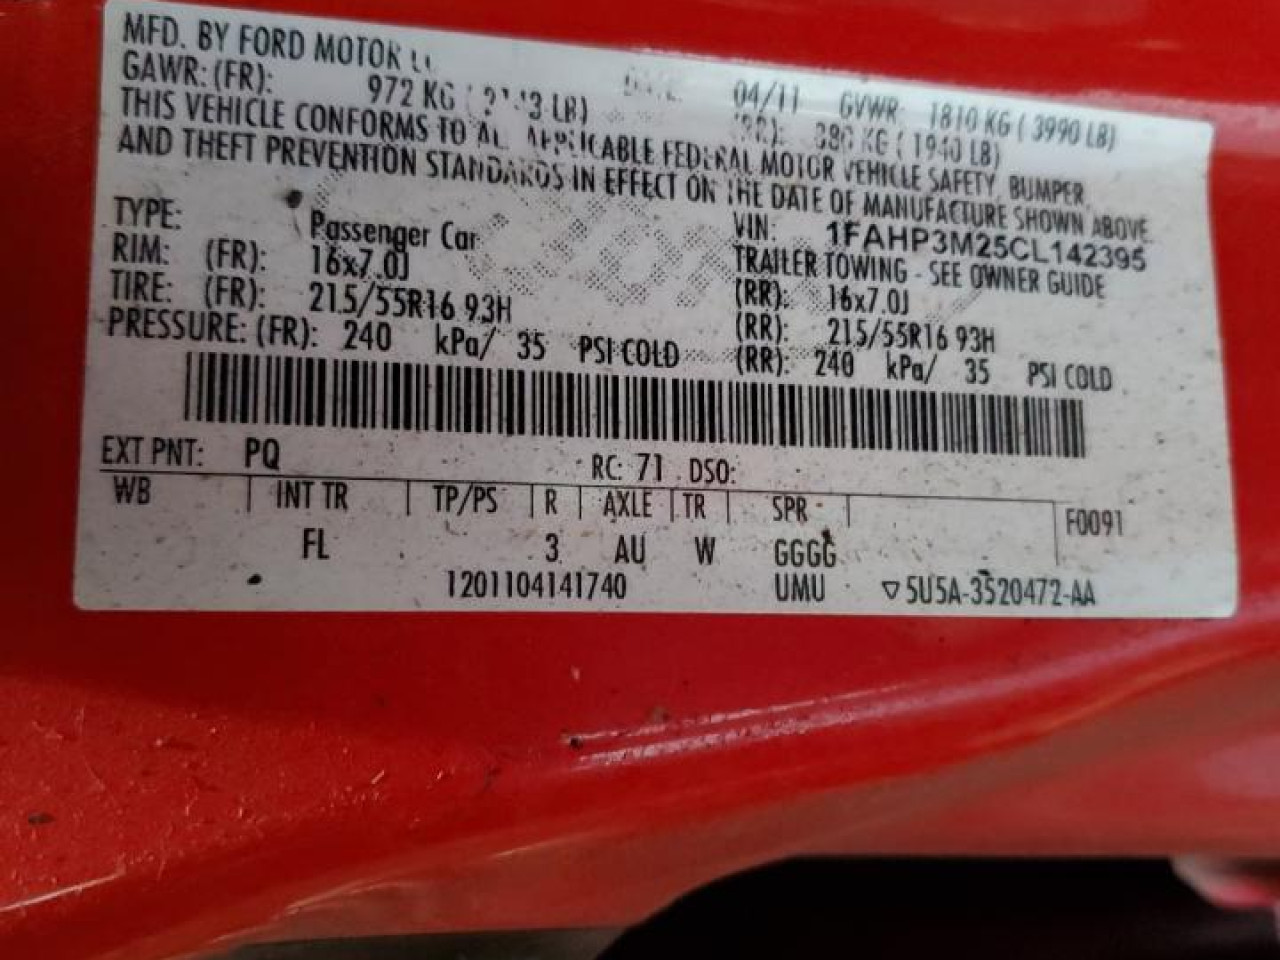 MFD. BY FORD MOTOR 04/11 GVWR: 1810 KG ( 3990 LB)
GAWR: (FR): 972 KG (RR): 880 KG ( 1940 LB)
THIS VEHICLE CONFORMS TO ALL APPLICABLE FEDERAL MOTOR VEHICLE SAFETY, BUMPER,
AND THEFT PREVENTION STANDARDS IN EFFECT ON THE DATE OF MANUFACTURE SHOWN ABOVE.
VIN: 1FAHP3M25CL142395
TYPE: Passenger Car TRAILER TOWING - SEE OWNER GUIDE
RIM: (FR): 16x7.0J (RR): 16x7.0J
TIRE: (FR): 215/55R16 93H (RR): 215/55R16 93H
PRESSURE: (FR): 240 kPa/ 35 PSI COLD (RR): 240 kPa/ 35 PSI COLD
EXT PNT: PQ RC: 71 DSO:
WB INT TR TP/PS R AXLE TR SPR F0091
FL 3 AU W GGGG
1201104141740 UMU ▽5U5A-3520472-AA